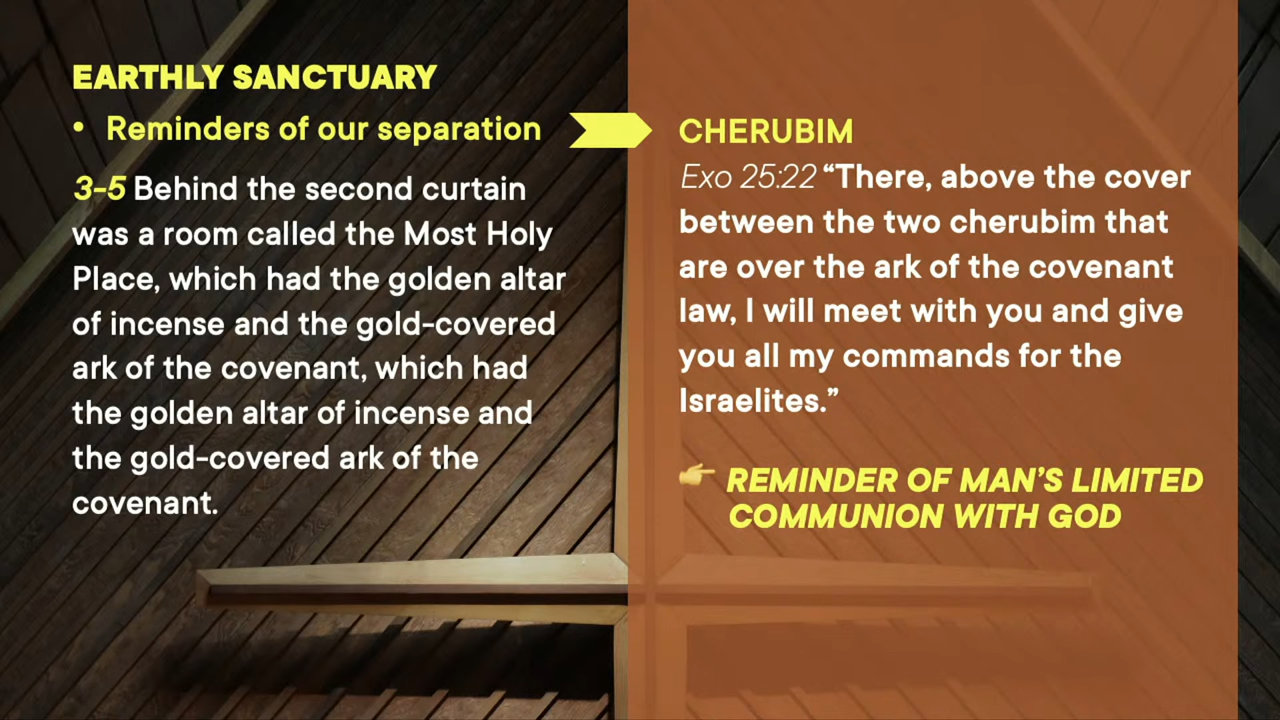 EARTHLY SANCTUARY
• Reminders of our separation
3-5 Behind the second curtain
was a room called the Most Holy
Place, which had the golden altar
of incense and the gold-covered
ark of the covenant, which had
the golden altar of incense and
the gold-covered ark of the
covenant.
CHERUBIM
Exo 25:22 “There, above the cover
between the two cherubim that
are over the ark of the covenant
law, I will meet with you and give
you all my commands for the
Israelites.”
👉 REMINDER OF MAN’S LIMITED
COMMUNION WITH GOD